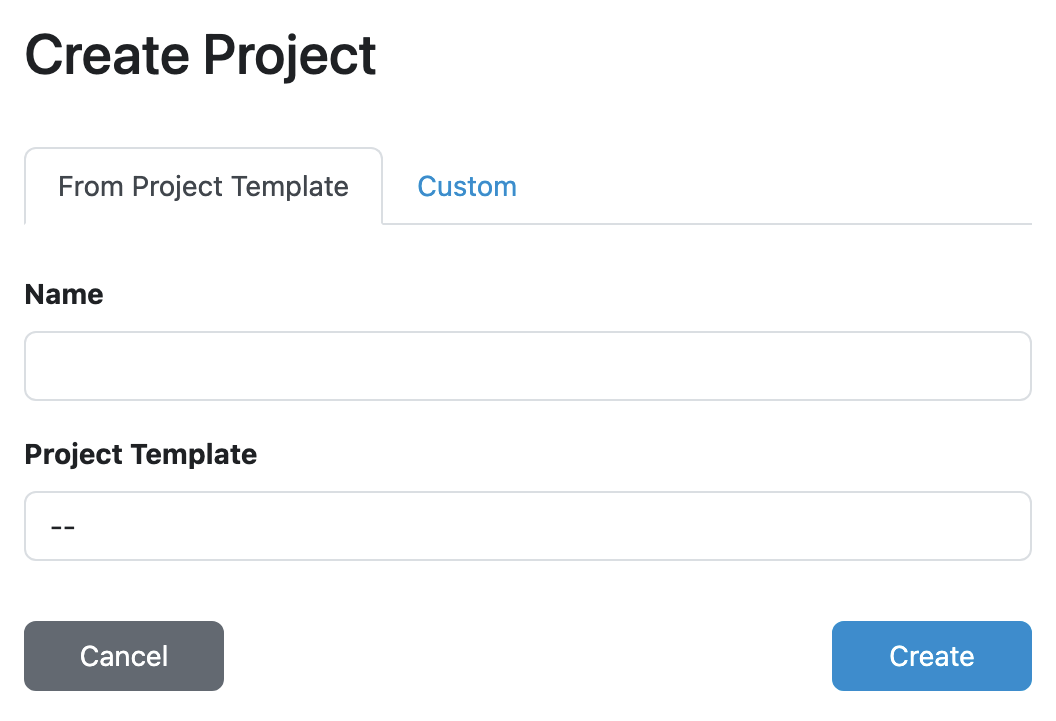 Create Project
From Project Template Custom
Name
Project Template
--
Cancel Create